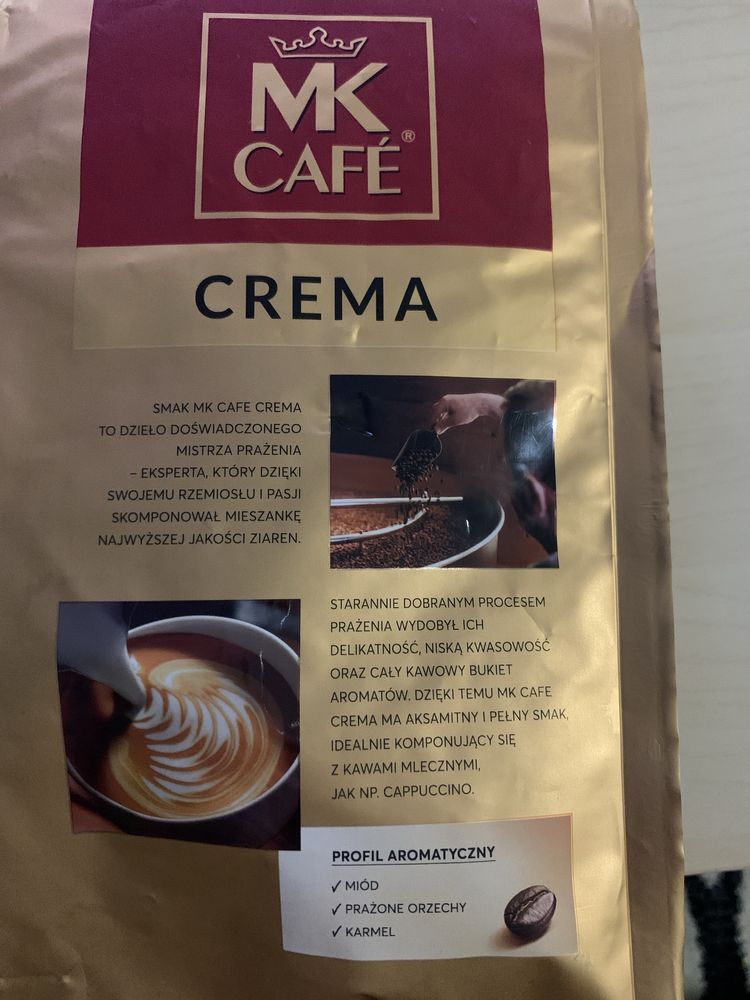 MK
CAFÉ®
CREMA
SMAK MK CAFE CREMA
TO DZIEŁO DOŚWIADCZONEGO
MISTRZA PRAŻENIA
– EKSPERTA, KTÓRY DZIĘKI
SWOJEMU RZEMIOSŁU I PASJI
SKOMPONOWAŁ MIESZANKĘ
NAJWYŻSZEJ JAKOŚCI ZIAREN.
STARANNIE DOBRANYM PROCESEM
PRAŻENIA WYDOBYŁ ICH
DELIKATNOŚĆ, NISKĄ KWASOWOŚĆ
ORAZ CAŁY KAWOWY BUKIET
AROMATÓW. DZIĘKI TEMU MK CAFE
CREMA MA AKSAMITNY I PEŁNY SMAK,
IDEALNIE KOMPONUJĄCY SIĘ
Z KAWAMI MLECZNYMI,
JAK NP. CAPPUCCINO.
PROFIL AROMATYCZNY
✓ MIÓD
✓ PRAŻONE ORZECHY
✓ KARMEL